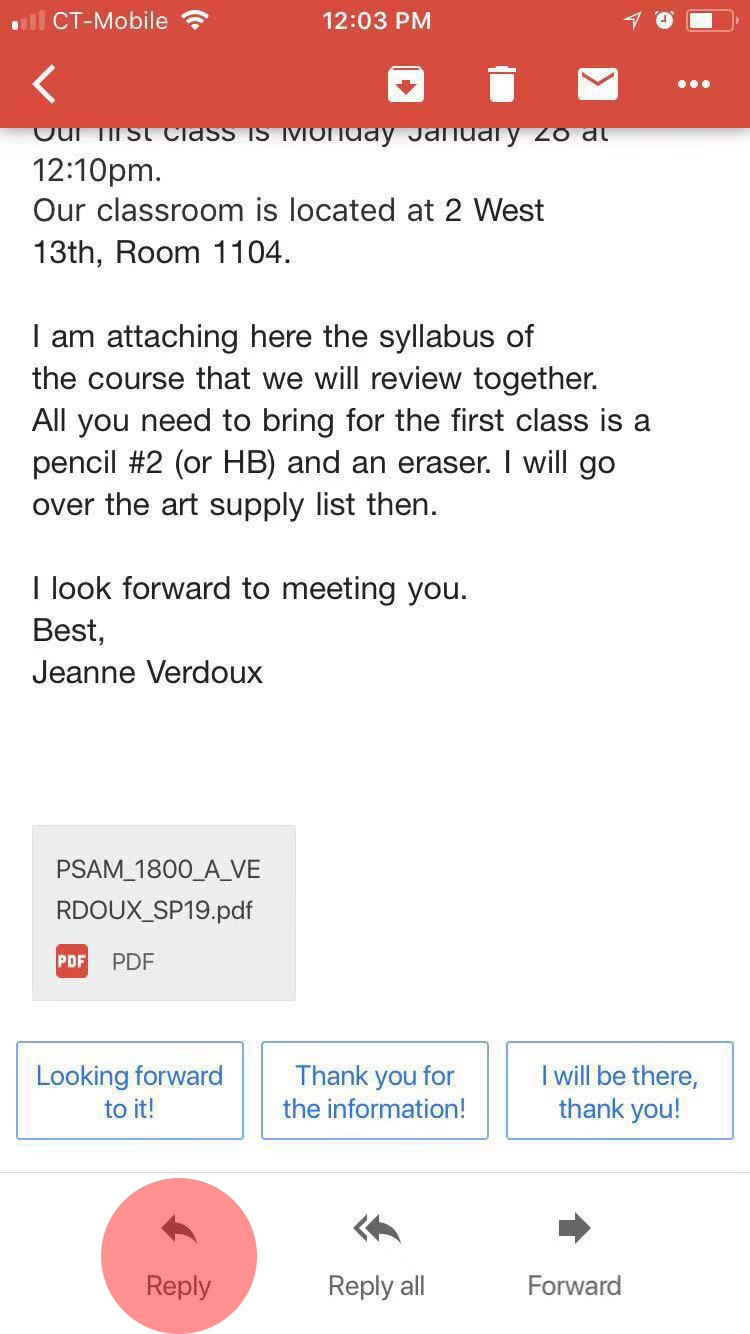 CT-Mobile 12:03 PM
Our first class is Monday January 28 at
12:10pm.
Our classroom is located at 2 West
13th, Room 1104.
I am attaching here the syllabus of
the course that we will review together.
All you need to bring for the first class is a
pencil #2 (or HB) and an eraser. I will go
over the art supply list then.
I look forward to meeting you.
Best,
Jeanne Verdoux
PSAM_1800_A_VE
RDOUX_SP19.pdf
PDF PDF
Looking forward
to it!
Thank you for
the information!
I will be there,
thank you!
Reply Reply all Forward